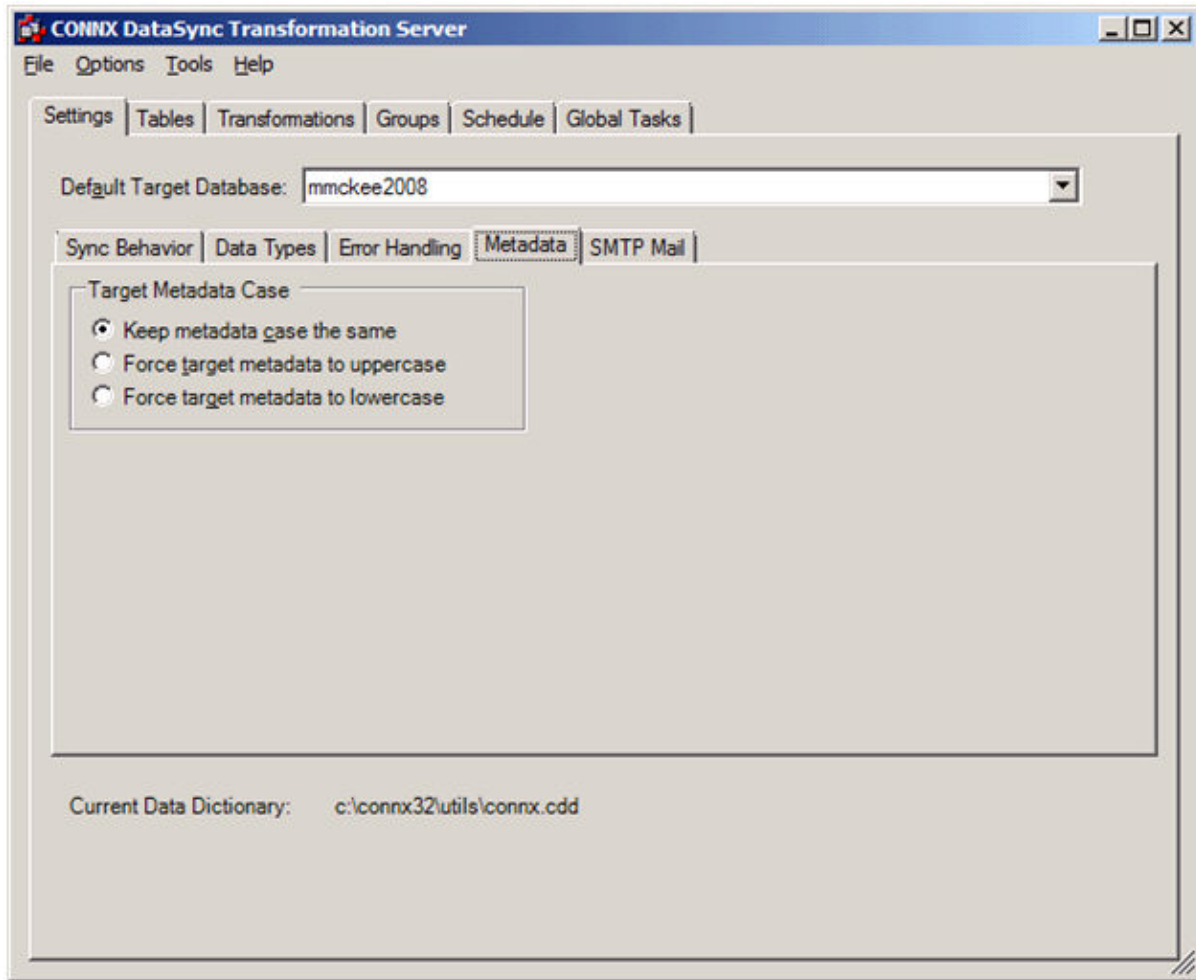 CONNX DataSync Transformation Server
File Options Tools Help
Settings Tables Transformations Groups Schedule Global Tasks
Default Target Database: mmckee2008
Sync Behavior Data Types Error Handling Metadata SMTP Mail
Target Metadata Case
Keep metadata case the same
Force target metadata to uppercase
Force target metadata to lowercase
Current Data Dictionary: c:\connx32\utils\connx.cdd